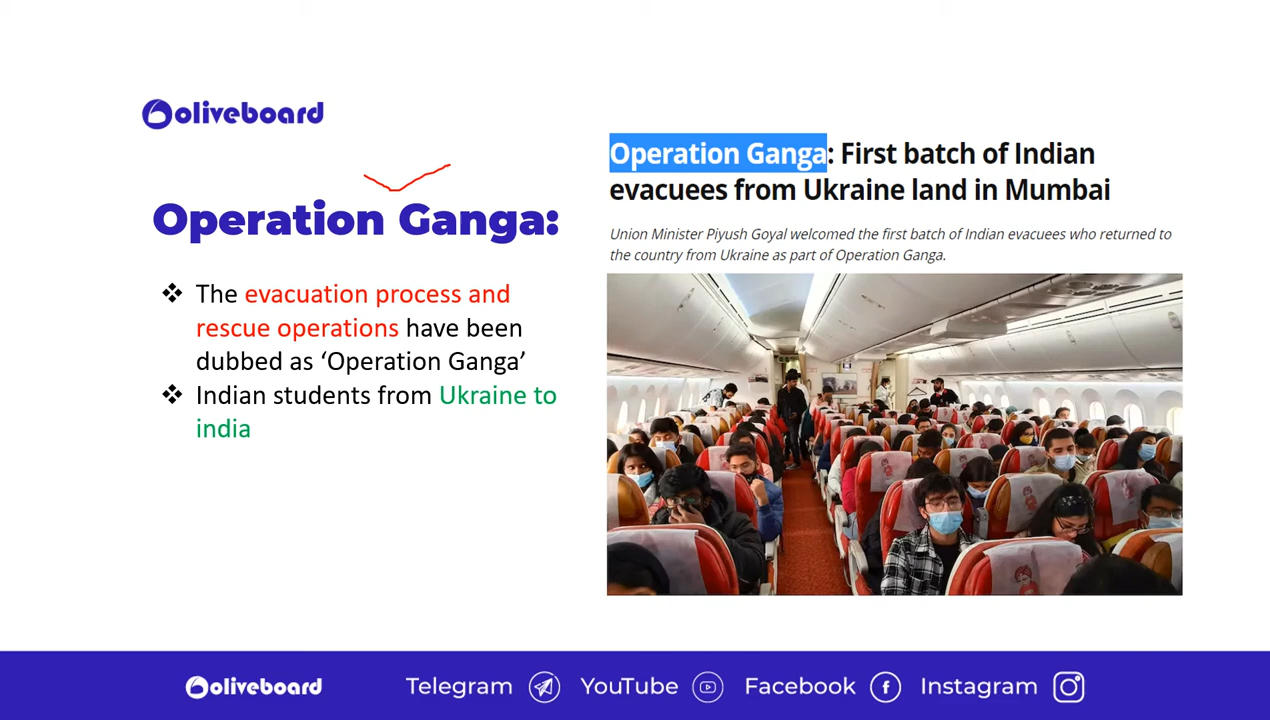 oliveboard
Operation Ganga:
The evacuation process and
rescue operations have been
dubbed as ‘Operation Ganga’
Indian students from Ukraine to
india
Operation Ganga: First batch of Indian
evacuees from Ukraine land in Mumbai
Union Minister Piyush Goyal welcomed the first batch of Indian evacuees who returned to
the country from Ukraine as part of Operation Ganga.
oliveboard Telegram YouTube Facebook Instagram